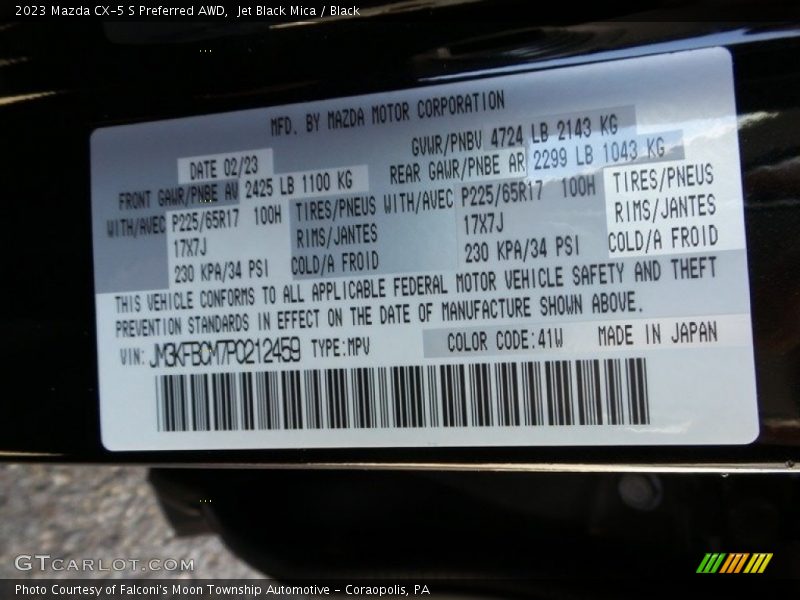 2023 Mazda CX-5 S Preferred AWD, Jet Black Mica / Black
MFD. BY MAZDA MOTOR CORPORATION
DATE 02/23 GVWR/PNBV 4724 LB 2143 KG
FRONT GAWR/PNBE AV 2425 LB 1100 KG REAR GAWR/PNBE AR 2299 LB 1043 KG
WITH/AVEC P225/65R17 100H TIRES/PNEUS WITH/AVEC P225/65R17 100H TIRES/PNEUS
17X7J RIMS/JANTES 17X7J RIMS/JANTES
230 KPA/34 PSI COLD/A FROID 230 KPA/34 PSI COLD/A FROID
THIS VEHICLE CONFORMS TO ALL APPLICABLE FEDERAL MOTOR VEHICLE SAFETY AND THEFT
PREVENTION STANDARDS IN EFFECT ON THE DATE OF MANUFACTURE SHOWN ABOVE.
VIN: JM3KFBCM7P0212459 TYPE:MPV COLOR CODE:41W MADE IN JAPAN
GTCARLOT.COM
Photo Courtesy of Falconi's Moon Township Automotive - Coraopolis, PA